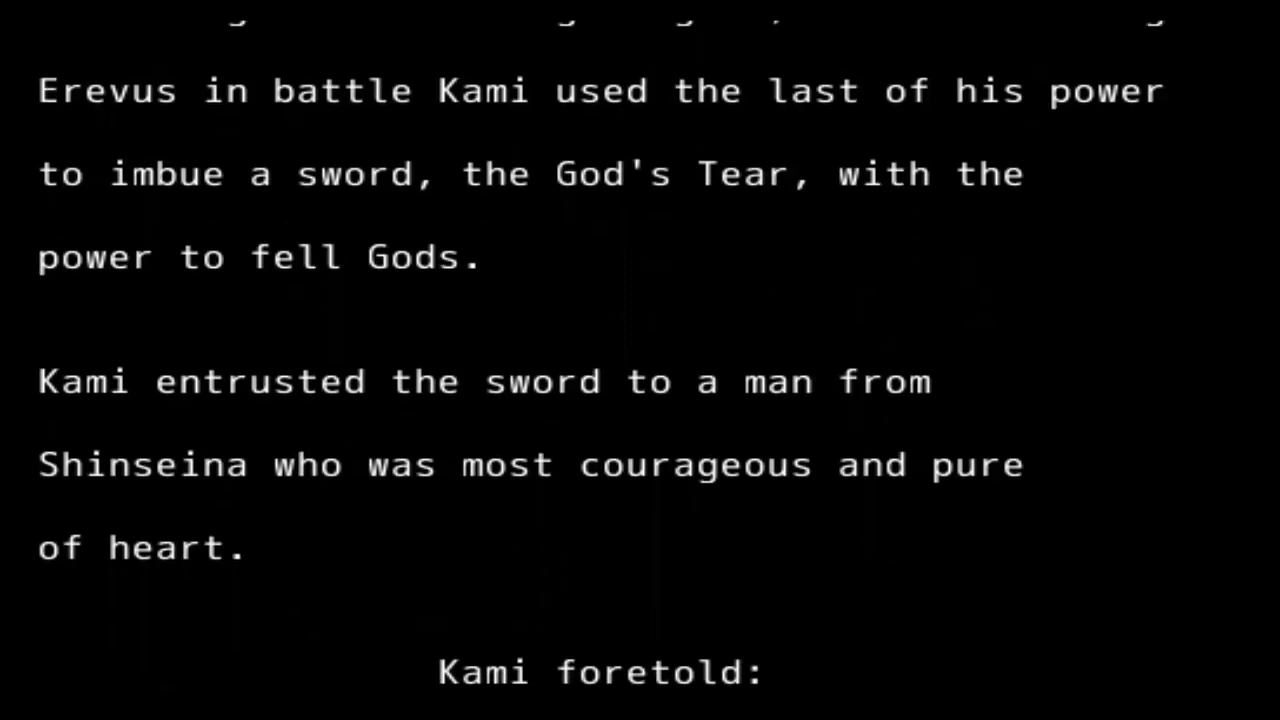 Erevus in battle Kami used the last of his power
to imbue a sword, the God's Tear, with the
power to fell Gods.
Kami entrusted the sword to a man from
Shinseina who was most courageous and pure
of heart.
Kami foretold: